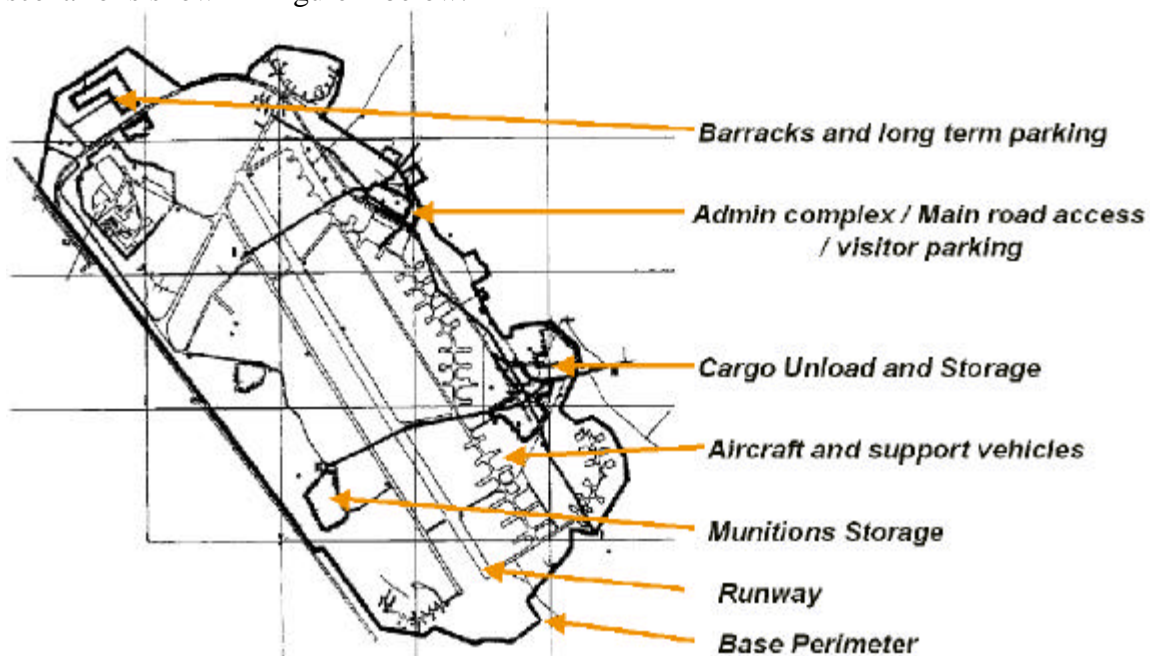 Barracks and long term parking
Admin complex / Main road access
/ visitor parking
Cargo Unload and Storage
Aircraft and support vehicles
Munitions Storage
Runway
Base Perimeter